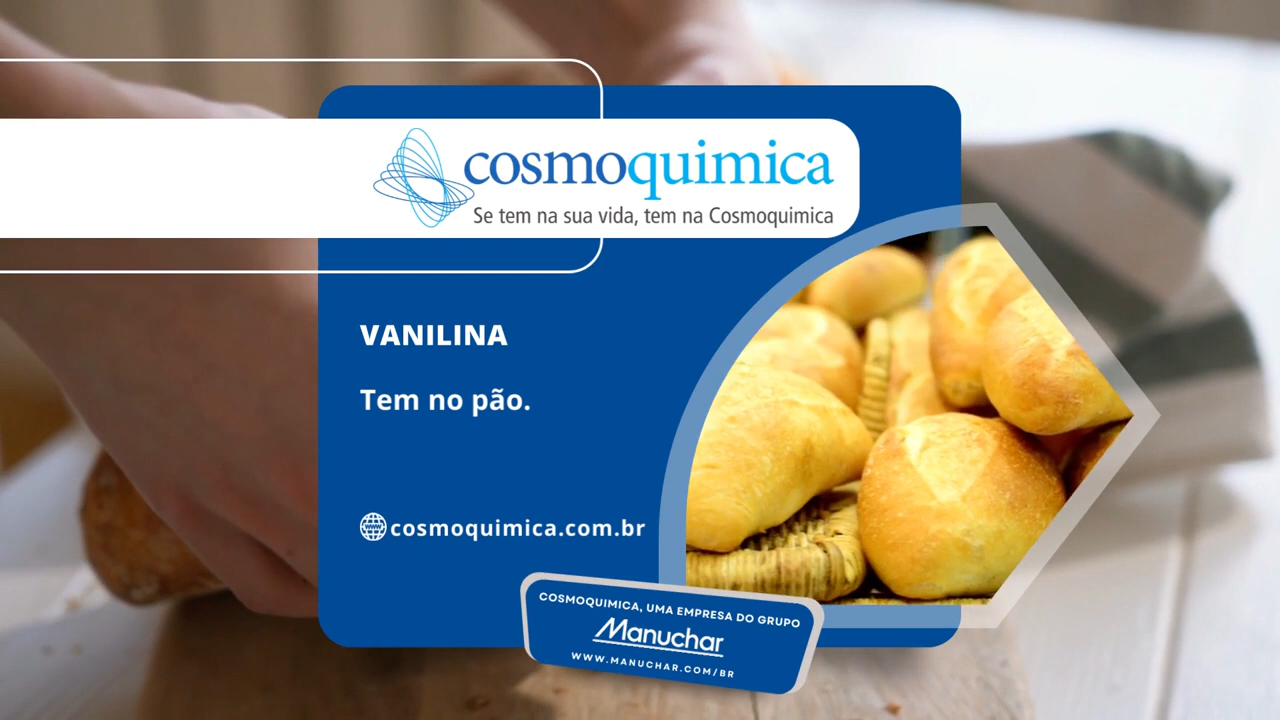 cosmoquimica
Se tem na sua vida, tem na Cosmoquimica
VANILINA
Tem no pão.
www cosmoquimica.com.br
COSMOQUIMICA, UMA EMPRESA DO GRUPO
Manuchar
WWW.MANUCHAR.COM/BR